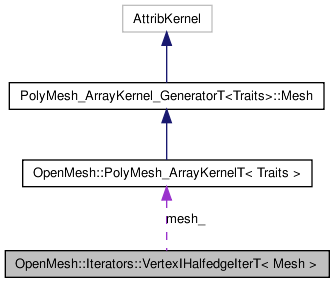 AttribKernel
PolyMesh_ArrayKernel_GeneratorT<Traits>::Mesh
OpenMesh::PolyMesh_ArrayKernelT< Traits >
mesh_
OpenMesh::Iterators::VertexIHalfedgeIterT< Mesh >